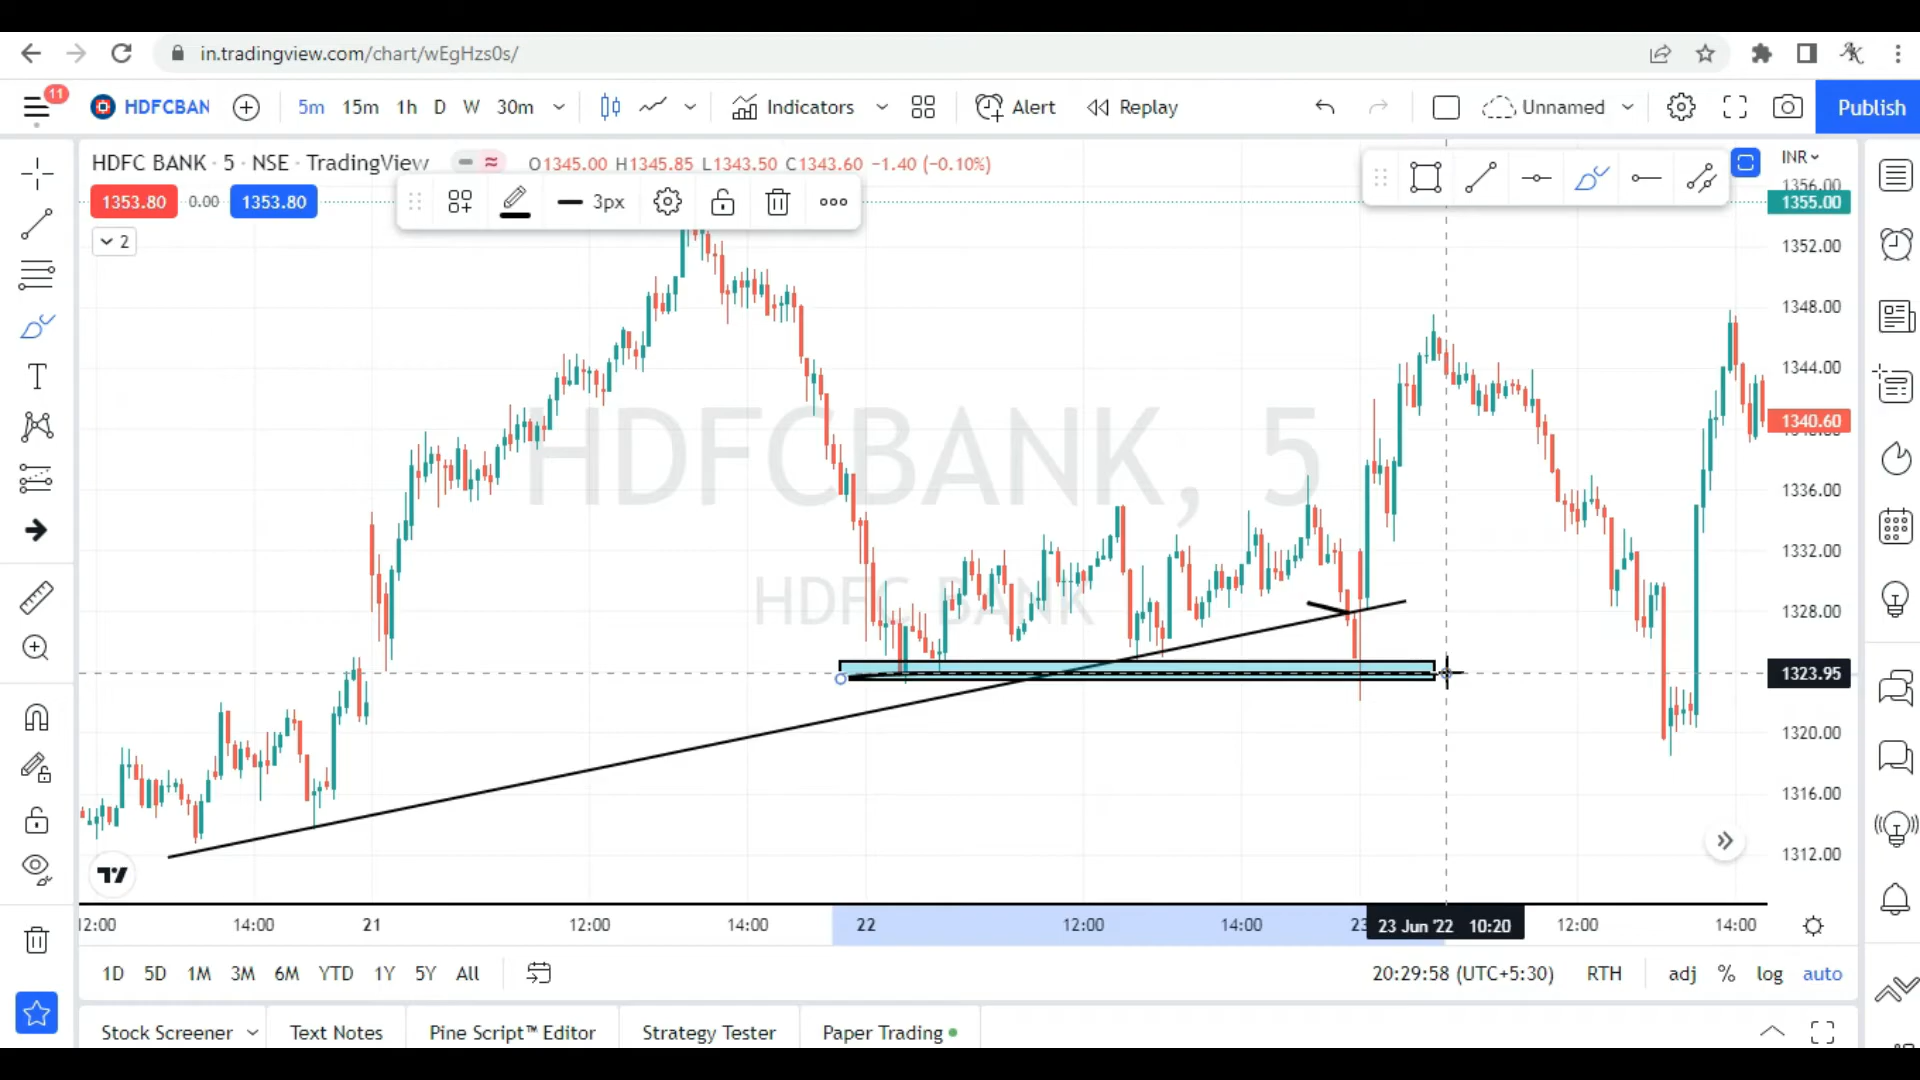 in.tradingview.com/chart/wEgHzs0s/
11
HDFCBAN 5m 15m 1h D W 30m Indicators Alert Replay Unnamed Publish
HDFC BANK · 5 · NSE · TradingView O1345.00 H1345.85 L1343.50 C1343.60 −1.40 (−0.10%)
INR
1356.00
1353.80 0.00 1353.80 3px
1355.00
2
1352.00
1348.00
1344.00
1340.60
HDFCBANK, 5
1336.00
1332.00
HDFC BANK
1328.00
1323.95
1320.00
1316.00
1312.00
12:00 14:00 21 12:00 14:00 22 12:00 14:00 23 23 Jun '22 10:20 12:00 14:00
1D 5D 1M 3M 6M YTD 1Y 5Y All 20:29:58 (UTC+5:30) RTH adj % log auto
Stock Screener Text Notes Pine Script™ Editor Strategy Tester Paper Trading